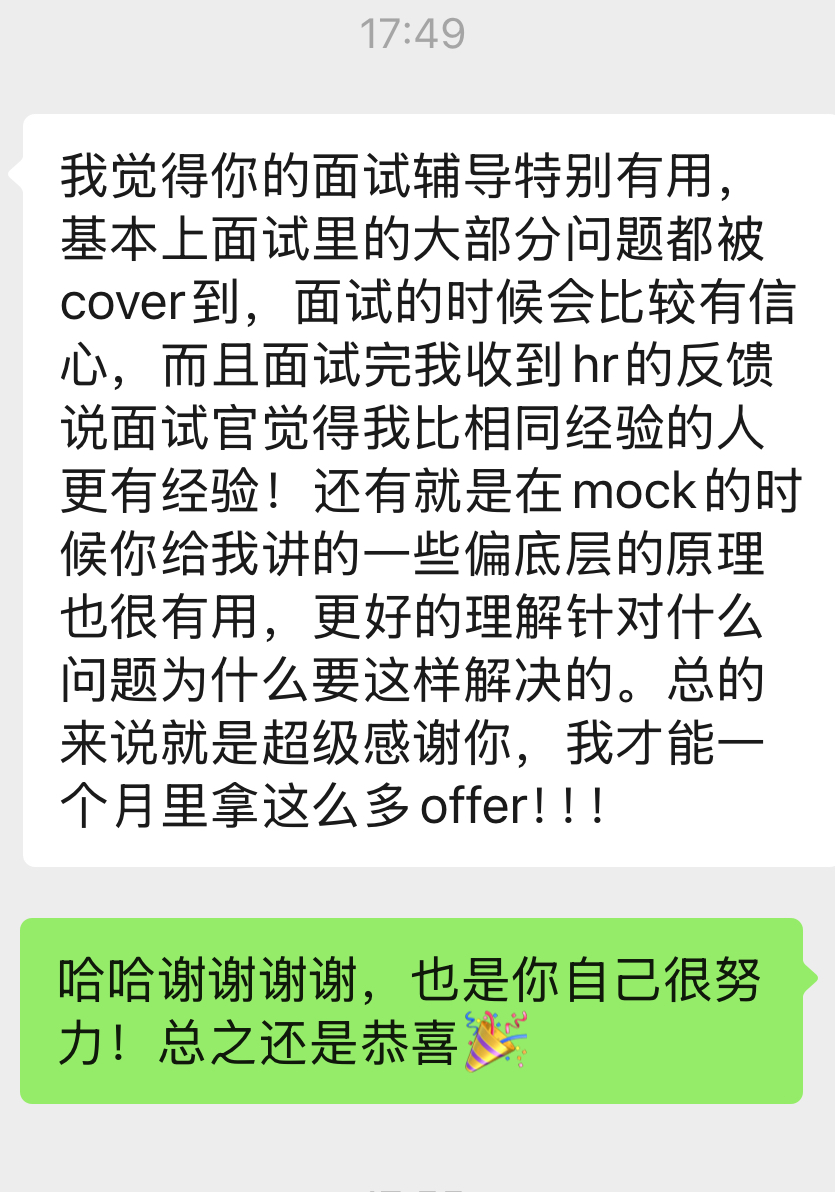 17:49
我觉得你的面试辅导特别有用，
基本上面试里的大部分问题都被
cover到，面试的时候会比较有信
心，而且面试完我收到hr的反馈
说面试官觉得我比相同经验的人
更有经验！还有就是在mock的时
候你给我讲的一些偏底层的原理
也很有用，更好的理解针对什么
问题为什么要这样解决的。总的
来说就是超级感谢你，我才能一
个月里拿这么多offer！！！
哈哈谢谢谢谢，也是你自己很努
力！总之还是恭喜🎉